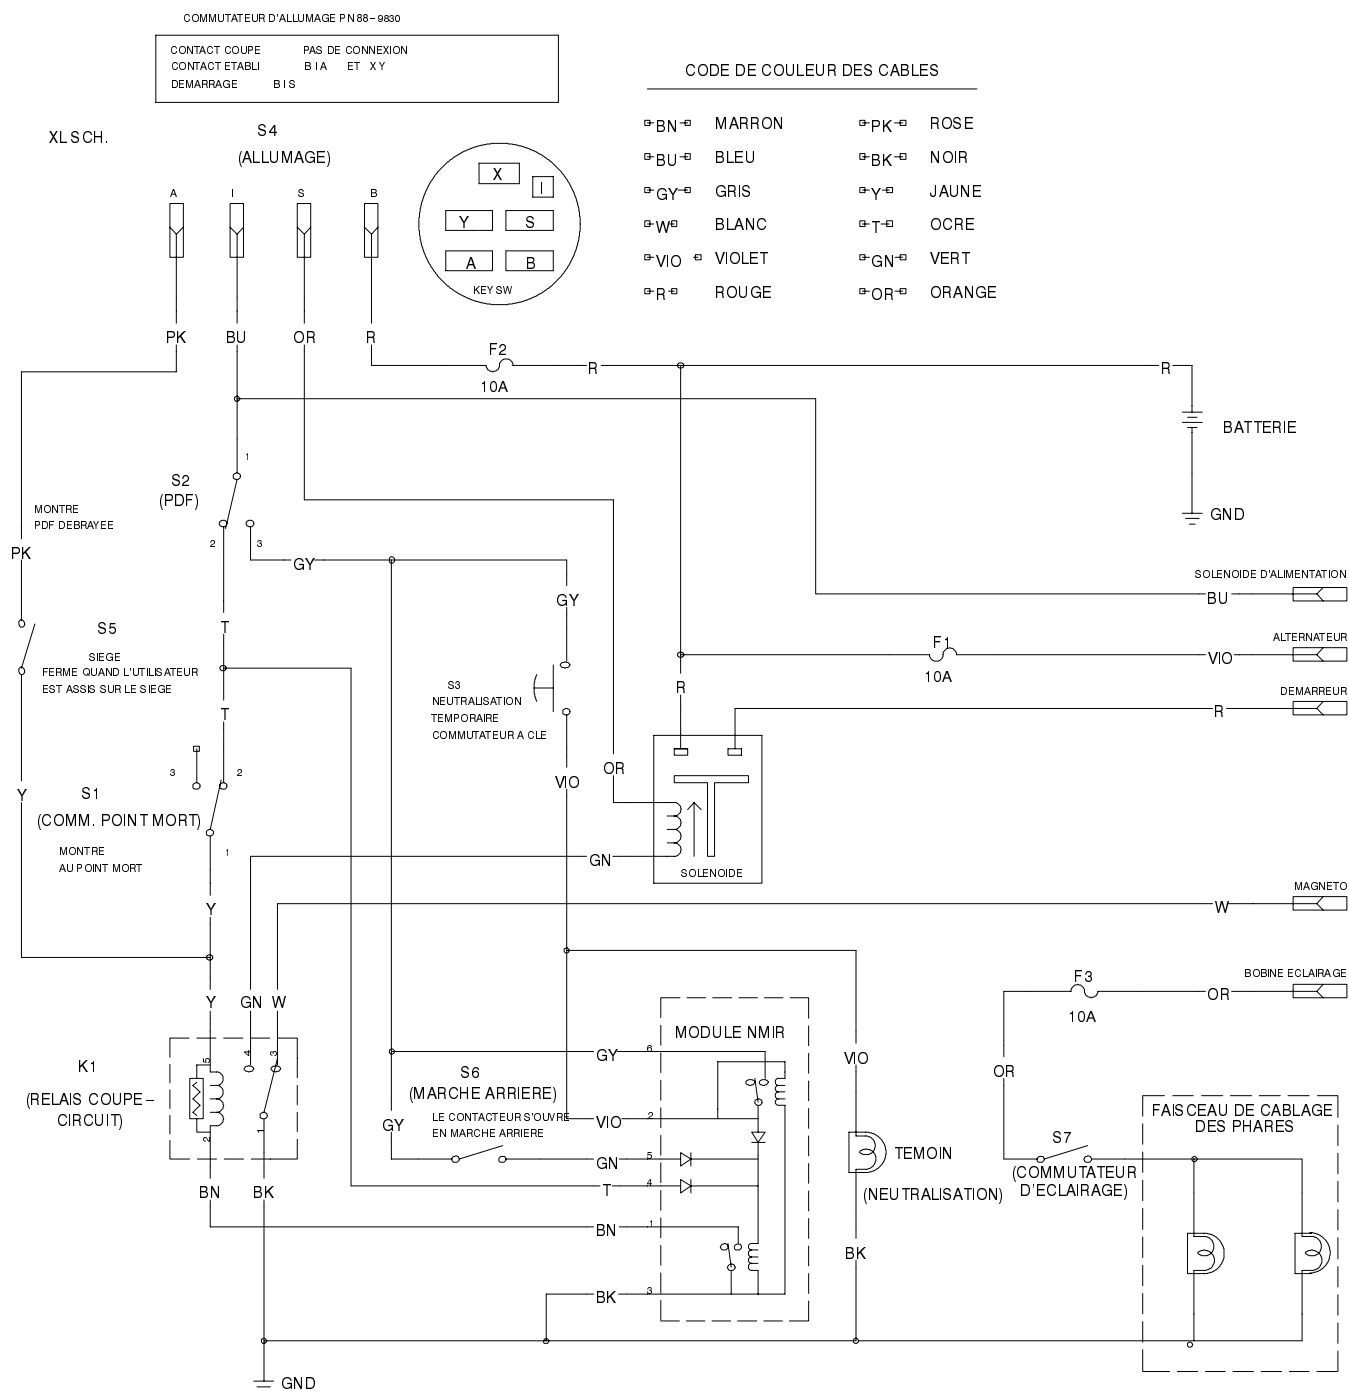 COMMUTATEUR D'ALLUMAGE PN 88-9830
CONTACT COUPE PAS DE CONNEXION
CONTACT ETABLI B I A ET X Y
DEMARRAGE B I S
CODE DE COULEUR DES CABLES
BN MARRON PK ROSE
BU BLEU BK NOIR
GY GRIS Y JAUNE
W BLANC T OCRE
VIO VIOLET GN VERT
R ROUGE OR ORANGE
XL SCH.
S4
(ALLUMAGE)
A I S B
X
I
Y S
A B
KEY SW
PK BU OR R
F2
10A
R
R
BATTERIE
GND
S2
(PDF)
1
2
3
MONTRE
PDF DEBRAYEE
PK
GY
GY
SOLENOIDE D'ALIMENTATION
BU
T
S5
SIEGE
FERME QUAND L'UTILISATEUR
EST ASSIS SUR LE SIEGE
F1
10A
ALTERNATEUR
VIO
S3
NEUTRALISATION
TEMPORAIRE
COMMUTATEUR A CLE
R
DEMARREUR
R
T
3
2
Y
S1
(COMM. POINT MORT)
MONTRE
AU POINT MORT
1
VIO
OR
GN
SOLENOIDE
MAGNETO
W
Y
BOBINE ECLAIRAGE
OR
F3
10A
Y GN W
MODULE NMIR
K1
(RELAIS COUPE-
CIRCUIT)
5
4
3
2
1
S6
(MARCHE ARRIERE)
LE CONTACTEUR S'OUVRE
EN MARCHE ARRIERE
GY
GY 6
VIO 2
GN 5
T 4
BN 1
BK 3
VIO
TEMOIN
(NEUTRALISATION)
BK
OR
S7
(COMMUTATEUR
D'ECLAIRAGE)
FAISCEAU DE CABLAGE
DES PHARES
BN BK
GND